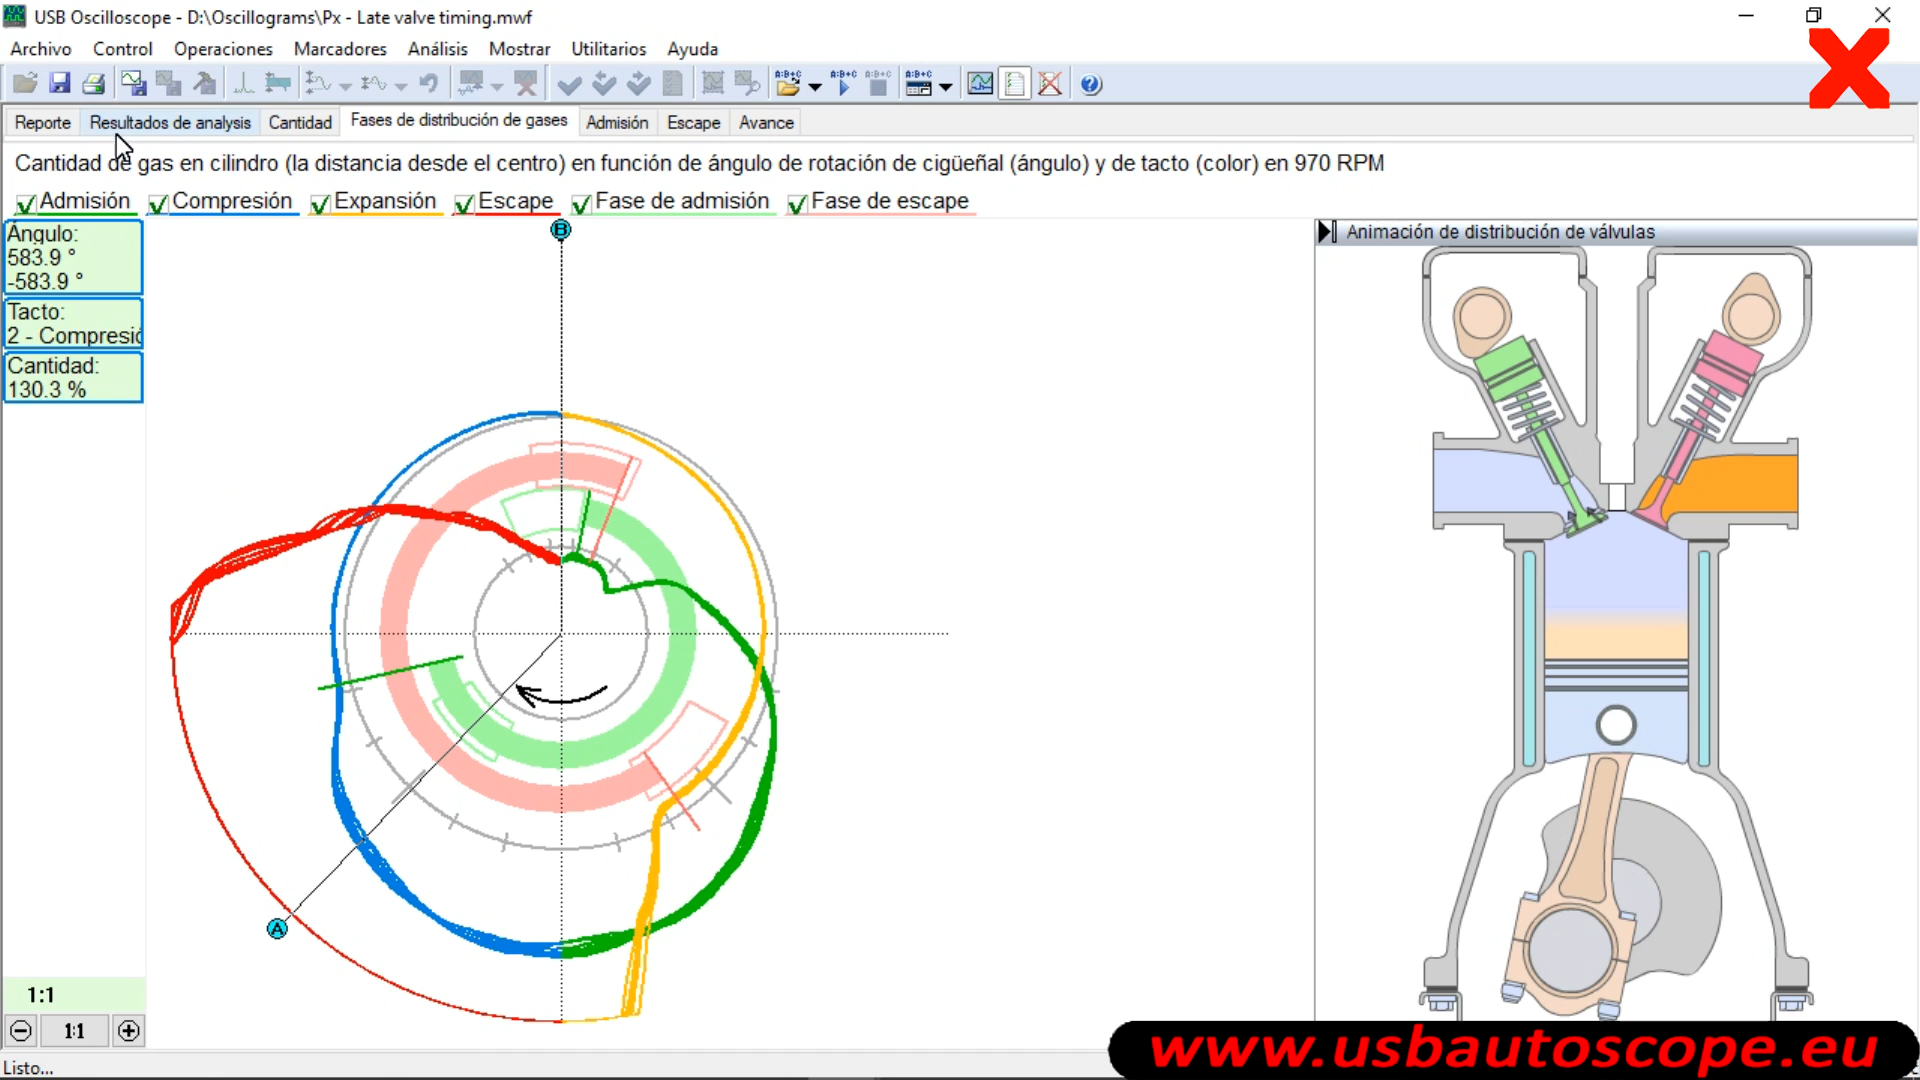 USB Oscilloscope - D:\Oscillograms\Px - Late valve timing.mwf
Archivo Control Operaciones Marcadores Análisis Mostrar Utilitarios Ayuda
A:B+C A:B+C A:B+C A:B+C
Reporte Resultados de analysis Cantidad Fases de distribución de gases Admisión Escape Avance
Cantidad de gas en cilindro (la distancia desde el centro) en función de ángulo de rotación de cigüeñal (ángulo) y de tacto (color) en 970 RPM
Admisión Compresión Expansión Escape Fase de admisión Fase de escape
Ángulo:
583.9 °
-583.9 °
Tacto:
2 - Compresió
Cantidad:
130.3 %
B
A
Animación de distribución de válvulas
1:1
1:1
Listo...
www.usbautoscope.eu